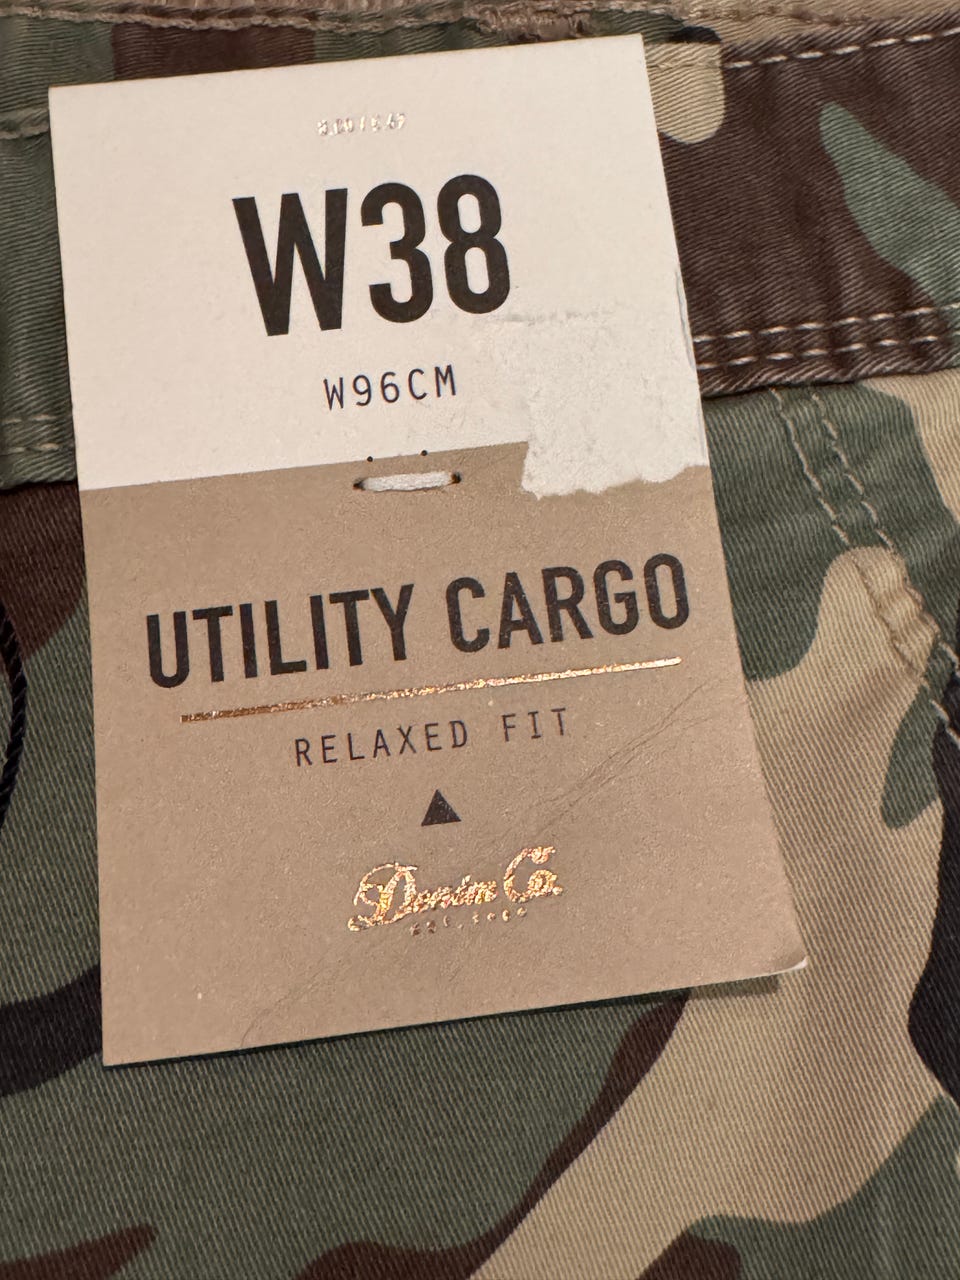 W38
W96CM
UTILITY CARGO
RELAXED FIT
Denim Co.